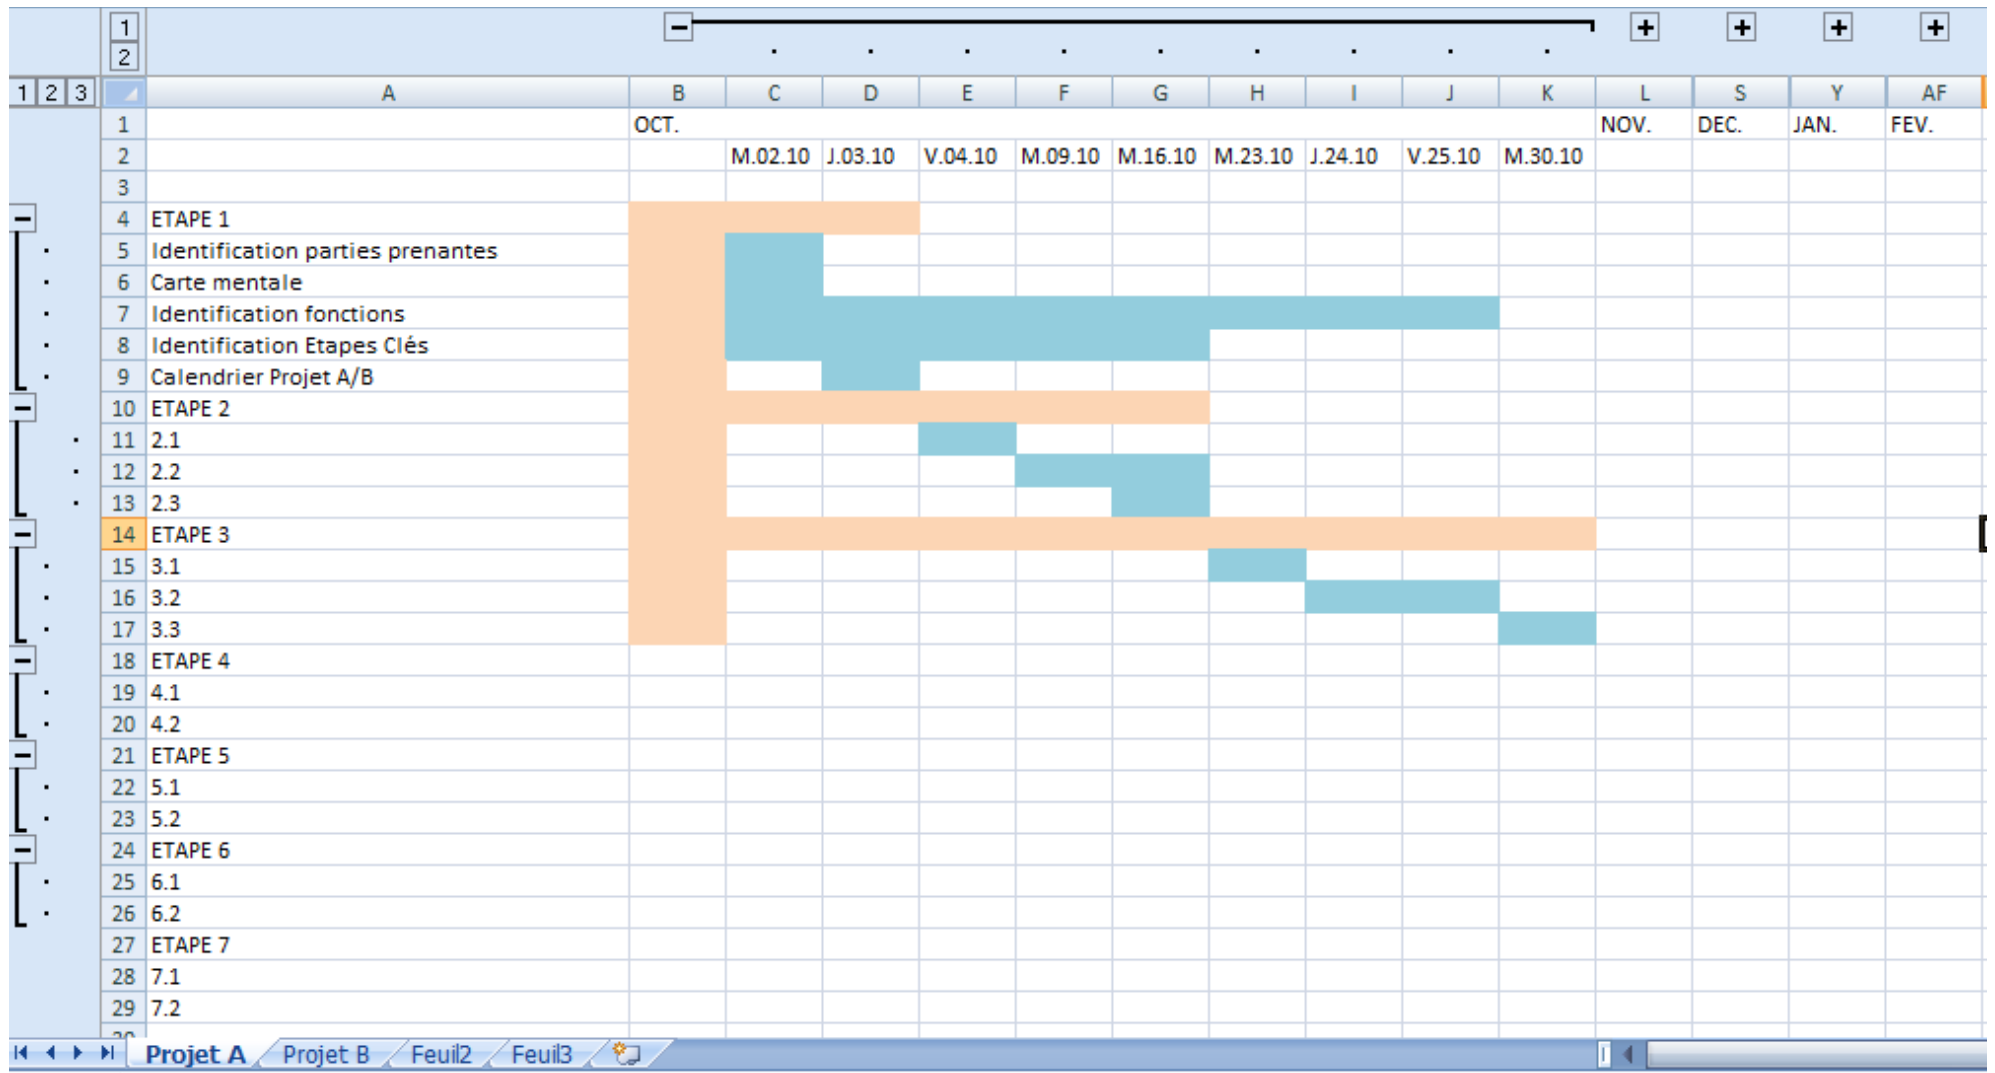 1
2
1 2 3 A B C D E F G H I J K L S Y AF
1 OCT. NOV. DEC. JAN. FEV.
2 M.02.10 J.03.10 V.04.10 M.09.10 M.16.10 M.23.10 J.24.10 V.25.10 M.30.10
3
4 ETAPE 1
5 Identification parties prenantes
6 Carte mentale
7 Identification fonctions
8 Identification Etapes Clés
9 Calendrier Projet A/B
10 ETAPE 2
11 2.1
12 2.2
13 2.3
14 ETAPE 3
15 3.1
16 3.2
17 3.3
18 ETAPE 4
19 4.1
20 4.2
21 ETAPE 5
22 5.1
23 5.2
24 ETAPE 6
25 6.1
26 6.2
27 ETAPE 7
28 7.1
29 7.2
Projet A Projet B Feuil2 Feuil3